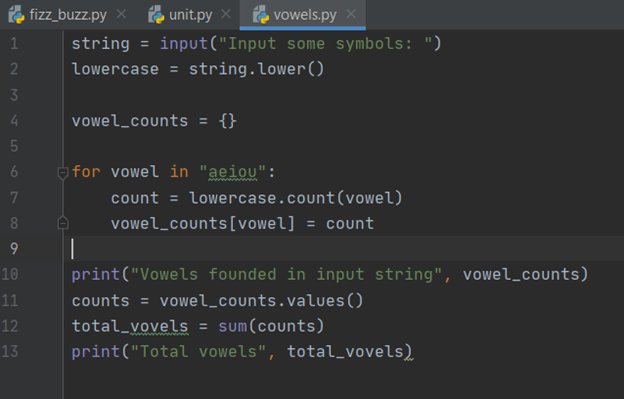 fizz_buzz.py unit.py vowels.py
1 string = input("Input some symbols: ")
2 lowercase = string.lower()
3
4 vowel_counts = {}
5
6 for vowel in "aeiou":
7     count = lowercase.count(vowel)
8     vowel_counts[vowel] = count
9
10 print("Vowels founded in input string", vowel_counts)
11 counts = vowel_counts.values()
12 total_vovels = sum(counts)
13 print("Total vowels", total_vovels)